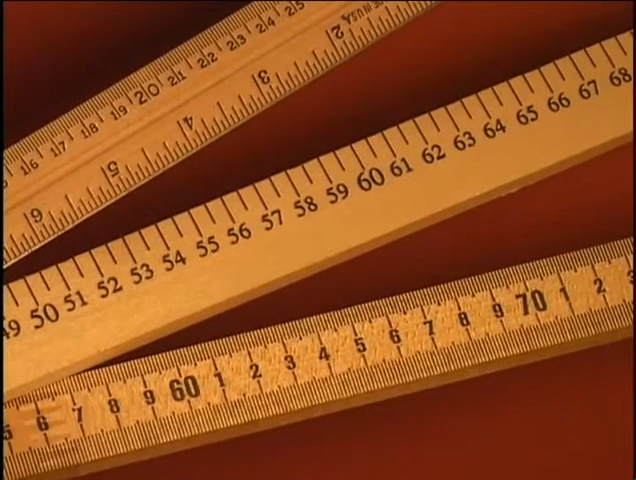 16 17 18 19 20 21 22 23 24 25
6 5 4 3 2 USA
49 50 51 52 53 54 55 56 57 58 59 60 61 62 63 64 65 66 67 68
5 6 7 8 9 60 1 2 3 4 5 6 7 8 9 70 1 2 3